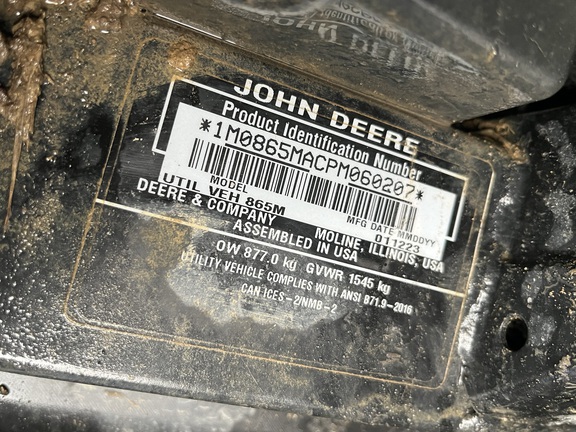 JOHN DEERE
Product Identification Number
*1M0865MACPM060207*
MODEL
UTIL VEH 865M
MFG DATE MMDDYY
011223
DEERE & COMPANY
MOLINE, ILLINOIS, USA
ASSEMBLED IN USA
OW 877.0 kg GVWR 1545 kg
UTILITY VEHICLE COMPLIES WITH ANSI B71.9-2016
CAN ICES-2/NMB-2